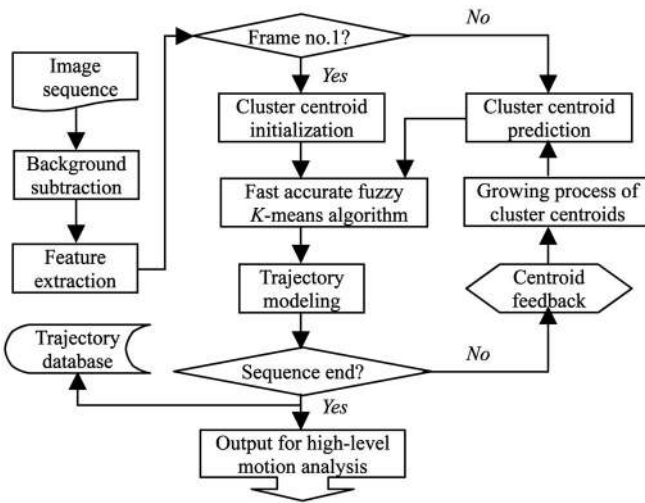 Image
sequence
Background
subtraction
Feature
extraction
Frame no.1?
No
Yes
Cluster centroid
initialization
Cluster centroid
prediction
Fast accurate fuzzy
K-means algorithm
Growing process of
cluster centroids
Trajectory
modeling
Centroid
feedback
Trajectory
database
Sequence end?
No
Yes
Output for high-level
motion analysis